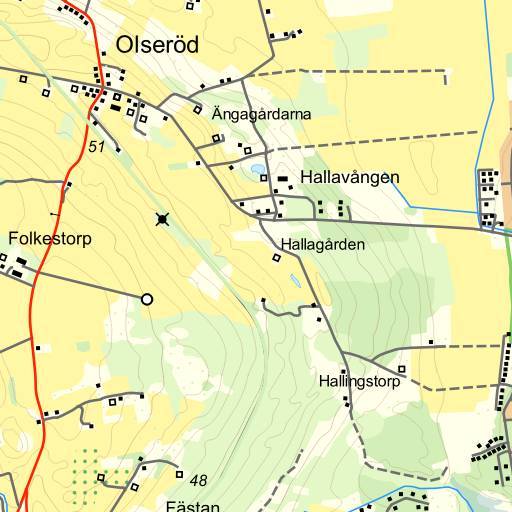 Olseröd
Ängagårdarna
51
Hallavången
Folkestorp
Hallagården
Hallingstorp
48
Fästan